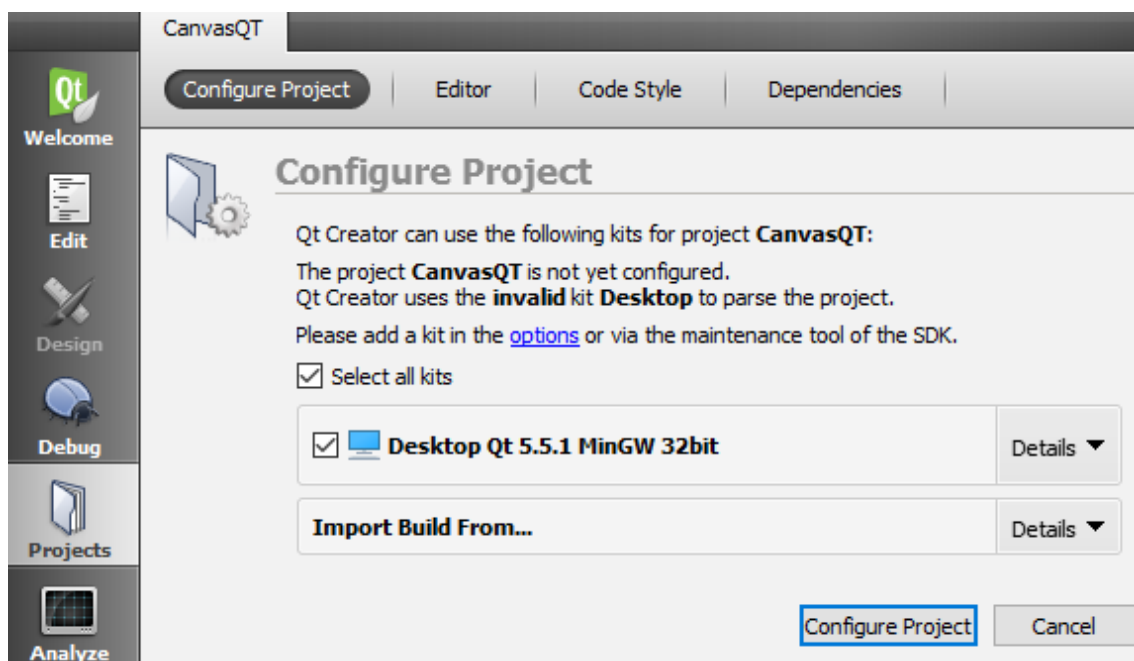 CanvasQT
Configure Project
Editor
Code Style
Dependencies
Qt
Welcome
Edit
Design
Debug
Projects
Analyze
Configure Project
Qt Creator can use the following kits for project CanvasQT:
The project CanvasQT is not yet configured.
Qt Creator uses the invalid kit Desktop to parse the project.
Please add a kit in the options or via the maintenance tool of the SDK.
Select all kits
Desktop Qt 5.5.1 MinGW 32bit
Details
Import Build From...
Details
Configure Project
Cancel